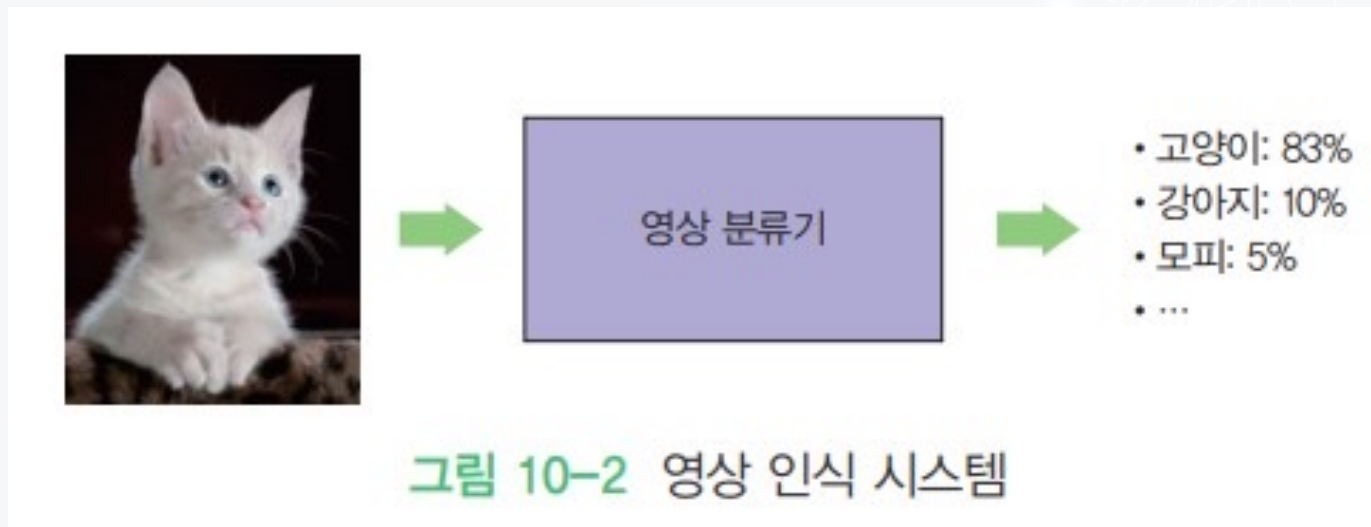 영상 분류기
• 고양이: 83%
• 강아지: 10%
• 모피: 5%
• …
그림 10-2 영상 인식 시스템